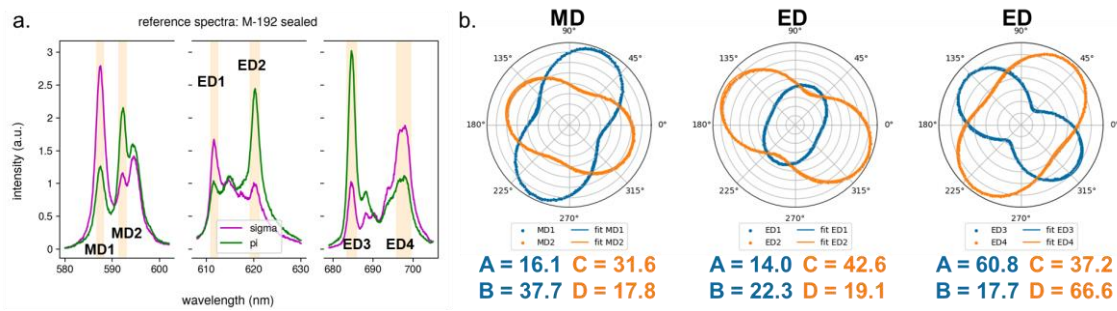 a.
reference spectra: M-192 sealed
intensity (a.u.)
3
2.5
2
1.5
1
0.5
0
MD1
MD2
ED1
ED2
ED3
ED4
sigma
pi
580
590
600
610
620
630
680
690
700
wavelength (nm)
b.
MD
90°
135°
45°
180°
0°
225°
315°
270°
MD1
fit MD1
MD2
fit MD2
A = 16.1 C = 31.6
B = 37.7 D = 17.8
ED
90°
135°
45°
180°
0°
225°
315°
270°
ED1
fit ED1
ED2
fit ED2
A = 14.0 C = 42.6
B = 22.3 D = 19.1
ED
90°
135°
45°
180°
0°
225°
315°
270°
ED3
fit ED3
ED4
fit ED4
A = 60.8 C = 37.2
B = 17.7 D = 66.6